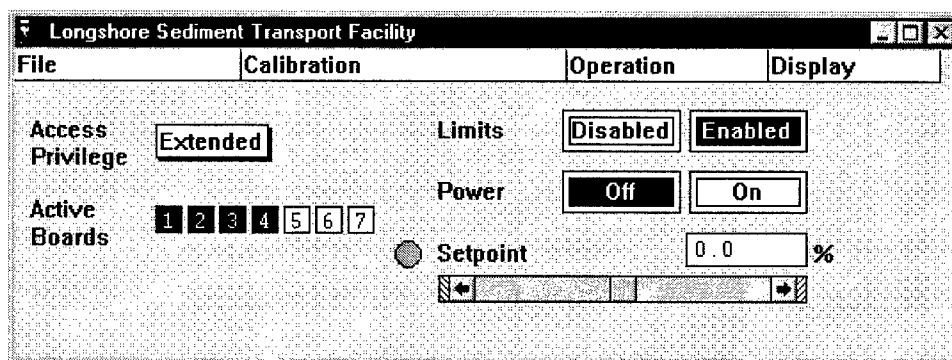 Longshore Sediment Transport Facility
File Calibration Operation Display
Access Privilege Extended
Limits Disabled Enabled
Power Off On
Active Boards 1 2 3 4 5 6 7
Setpoint 0.0 %